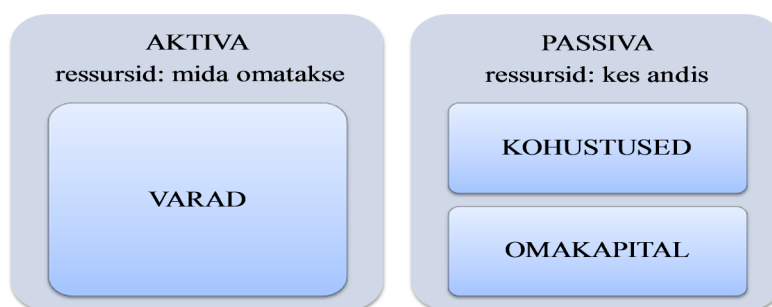 AKTIVA
ressursid: mida omatakse
VARAD
PASSIVA
ressursid: kes andis
KOHUSTUSED
OMAKAPITAL